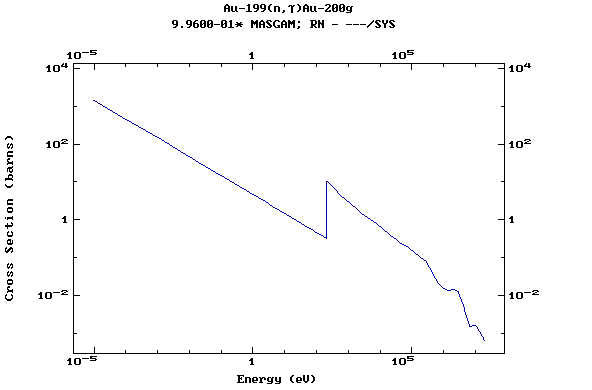 Au-199(n,γ)Au-200g
9.9600-01* MASGAM; RN - ---/SYS
10⁻⁵ 1 10⁵
10⁴ 10⁴
10² 10²
1 1
10⁻² 10⁻²
10⁻⁵ 1 10⁵
Cross Section (barns)
Energy (eV)